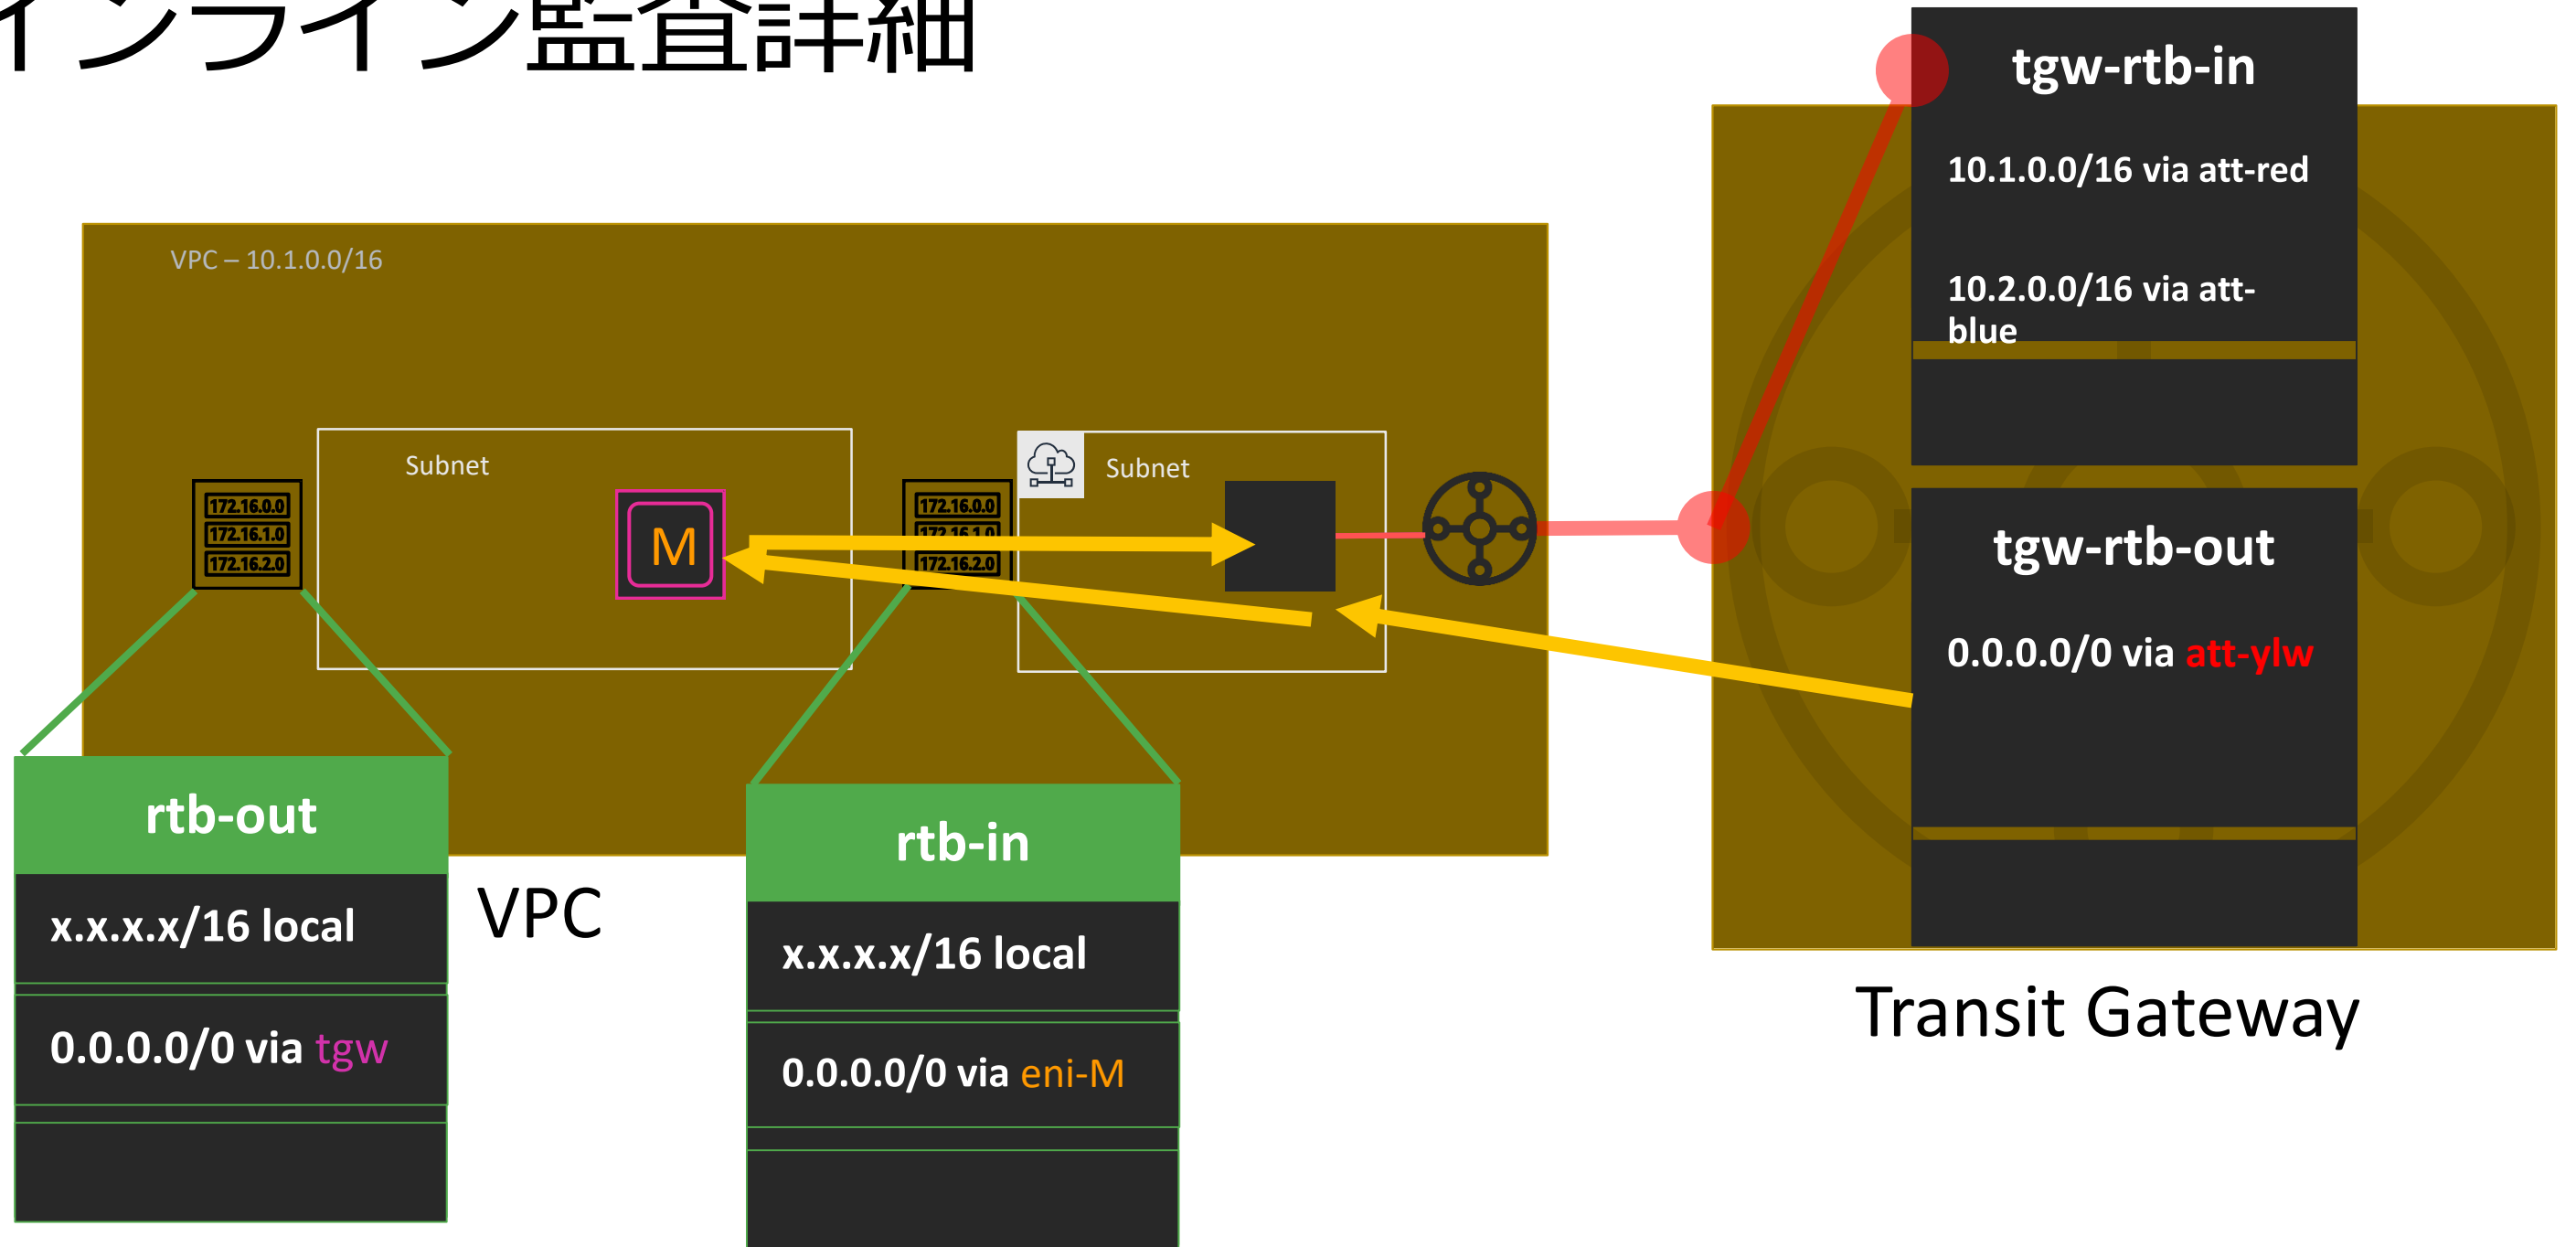 インライン監査詳細
tgw-rtb-in
10.1.0.0/16 via att-red
10.2.0.0/16 via att-
blue
VPC – 10.1.0.0/16
Subnet
M
172.16.0.0
172.16.1.0
172.16.2.0
172.16.0.0
172.16.1.0
172.16.2.0
Subnet
tgw-rtb-out
0.0.0.0/0 via att-ylw
rtb-out
x.x.x.x/16 local
0.0.0.0/0 via tgw
VPC
rtb-in
x.x.x.x/16 local
0.0.0.0/0 via eni-M
Transit Gateway